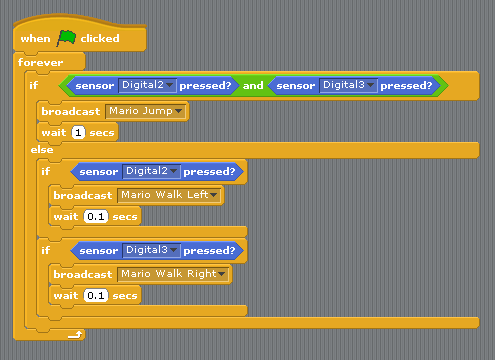 when clicked
forever
if sensor Digital2 pressed? and sensor Digital3 pressed?
broadcast Mario Jump
wait 1 secs
else
if sensor Digital2 pressed?
broadcast Mario Walk Left
wait 0.1 secs
if sensor Digital3 pressed?
broadcast Mario Walk Right
wait 0.1 secs